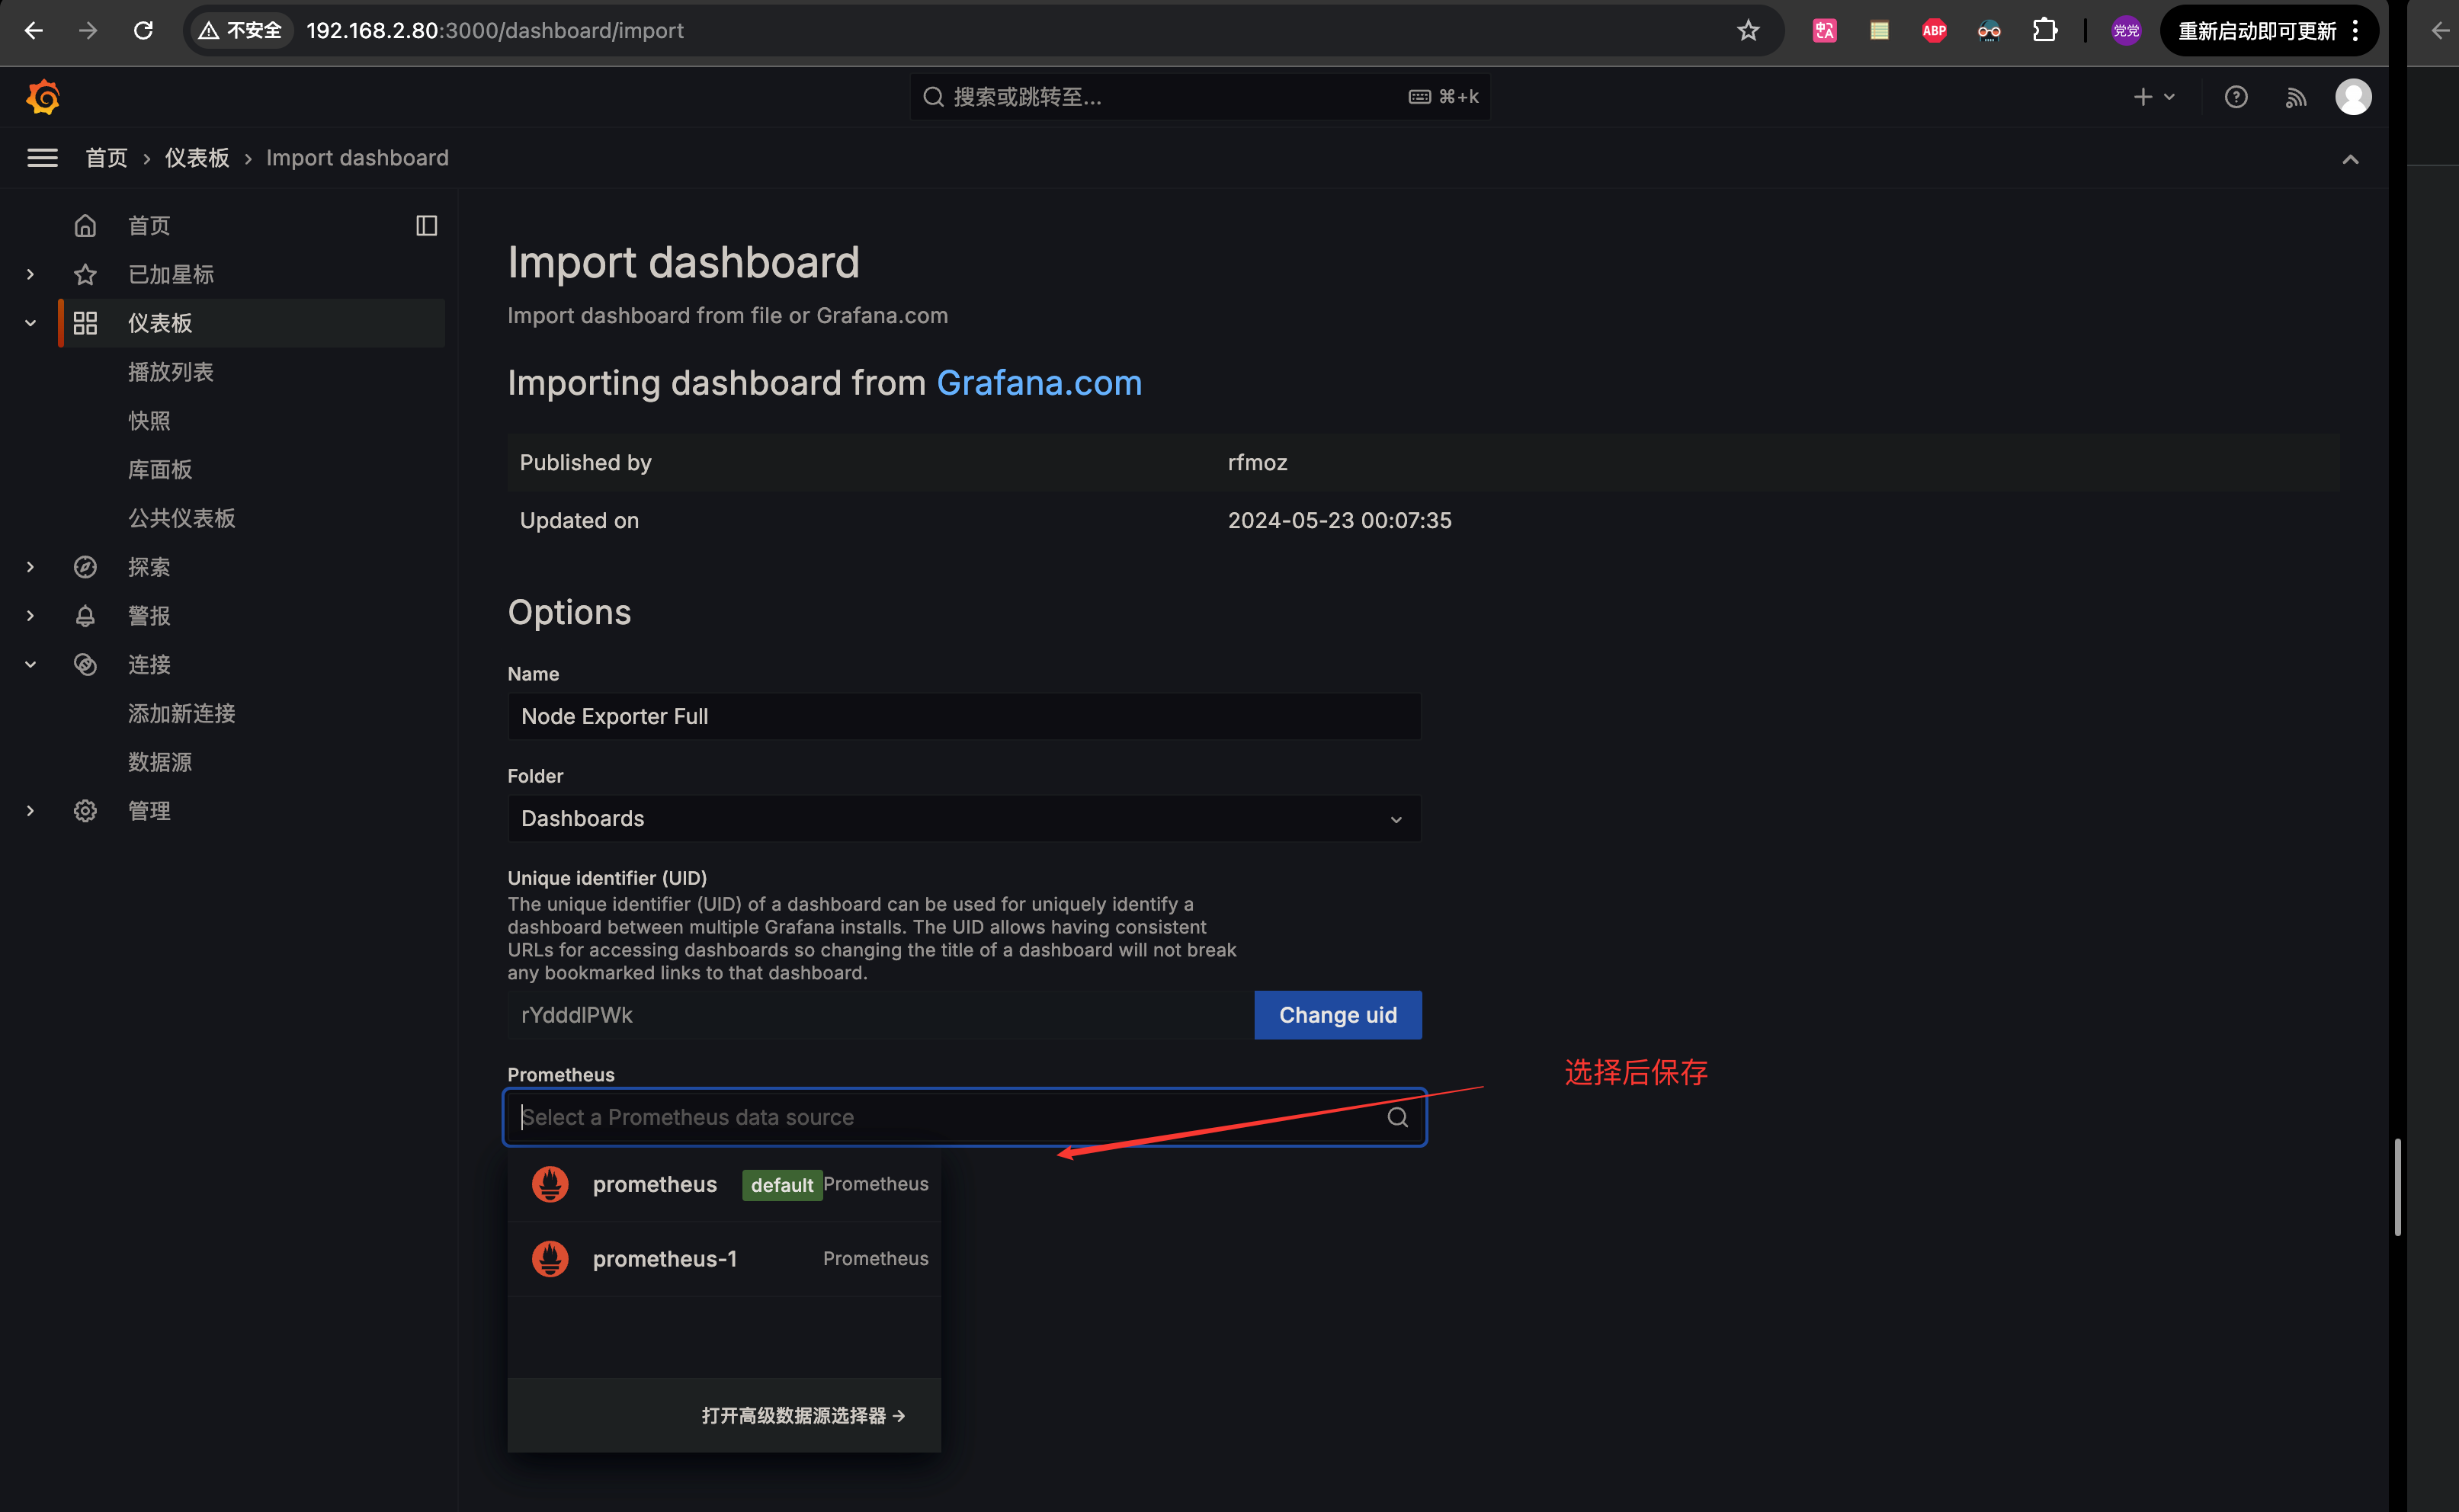 不安全
192.168.2.80:3000/dashboard/import
中A
ABP
党党
重新启动即可更新
搜索或跳转至...
⌘+k
首页 › 仪表板 › Import dashboard
首页
已加星标
仪表板
播放列表
快照
库面板
公共仪表板
探索
警报
连接
添加新连接
数据源
管理
Import dashboard
Import dashboard from file or Grafana.com
Importing dashboard from Grafana.com
Published by rfmoz
Updated on 2024-05-23 00:07:35
Options
Name
Node Exporter Full
Folder
Dashboards
Unique identifier (UID)
The unique identifier (UID) of a dashboard can be used for uniquely identify a
dashboard between multiple Grafana installs. The UID allows having consistent
URLs for accessing dashboards so changing the title of a dashboard will not break
any bookmarked links to that dashboard.
rYdddlPWk
Change uid
选择后保存
Prometheus
Select a Prometheus data source
prometheus default Prometheus
prometheus-1 Prometheus
打开高级数据源选择器 →